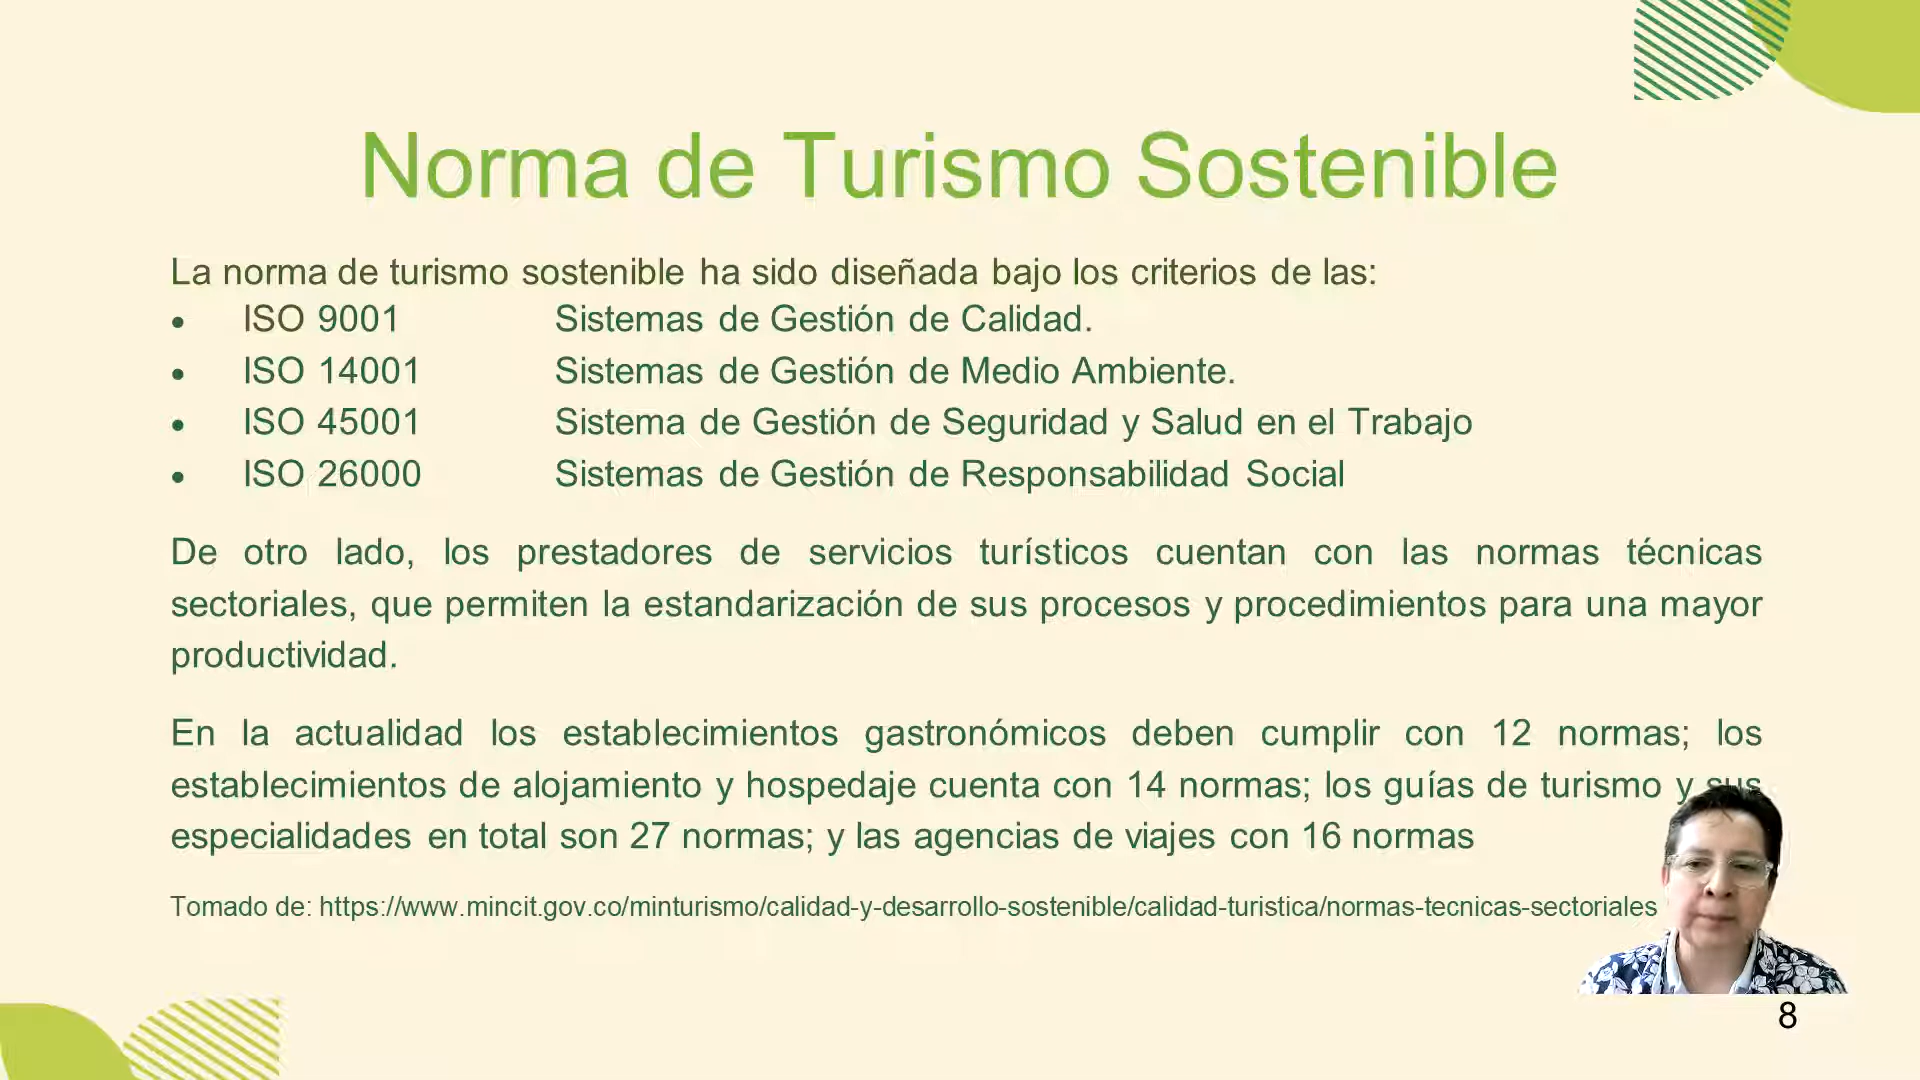 Norma de Turismo Sostenible
La norma de turismo sostenible ha sido diseñada bajo los criterios de las:
• ISO 9001 Sistemas de Gestión de Calidad.
• ISO 14001 Sistemas de Gestión de Medio Ambiente.
• ISO 45001 Sistema de Gestión de Seguridad y Salud en el Trabajo
• ISO 26000 Sistemas de Gestión de Responsabilidad Social
De otro lado, los prestadores de servicios turísticos cuentan con las normas técnicas
sectoriales, que permiten la estandarización de sus procesos y procedimientos para una mayor
productividad.
En la actualidad los establecimientos gastronómicos deben cumplir con 12 normas; los
establecimientos de alojamiento y hospedaje cuenta con 14 normas; los guías de turismo y sus
especialidades en total son 27 normas; y las agencias de viajes con 16 normas
Tomado de: https://www.mincit.gov.co/minturismo/calidad-y-desarrollo-sostenible/calidad-turistica/normas-tecnicas-sectoriales
8